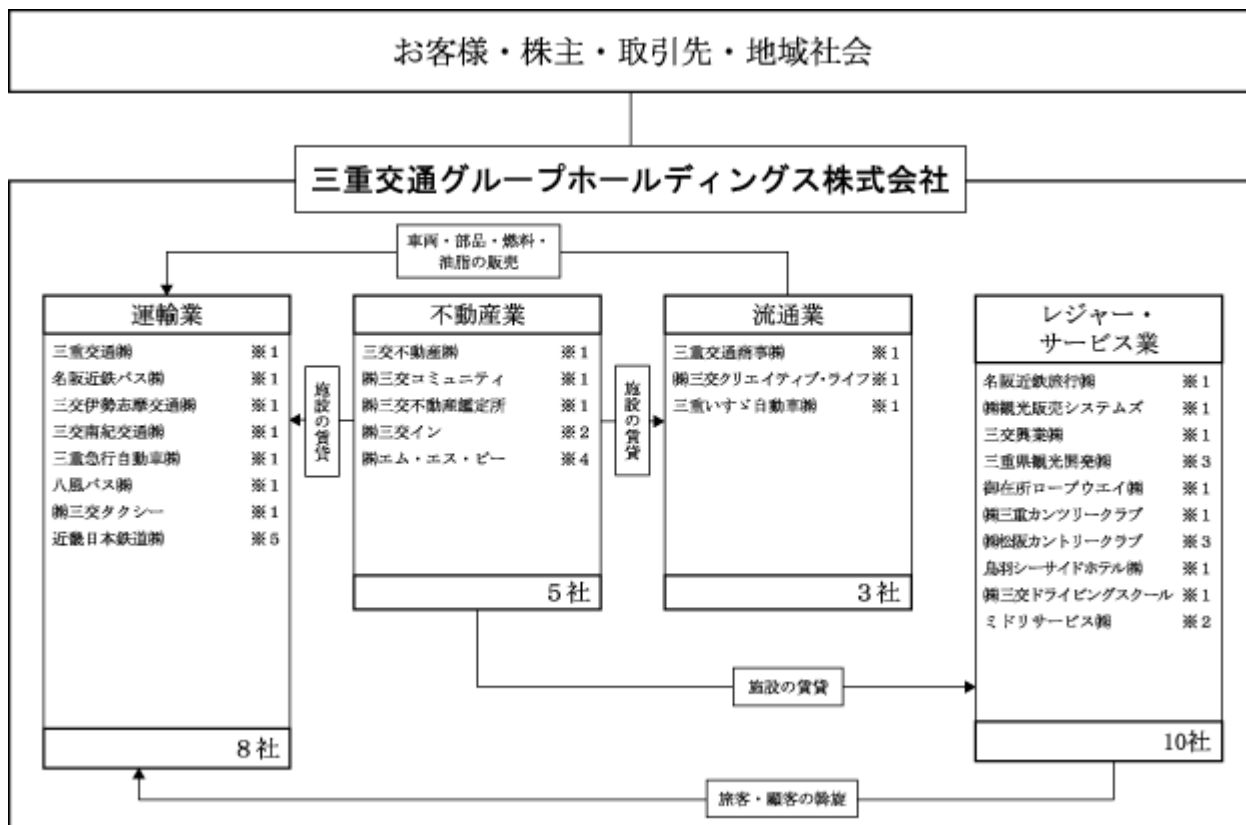 お客様・株主・取引先・地域社会
三重交通グループホールディングス株式会社
車両・部品・燃料・
油脂の販売
運輸業
三重交通㈱ ※1
名阪近鉄バス㈱ ※1
三交伊勢志摩交通㈱ ※1
三交南紀交通㈱ ※1
三重急行自動車㈱ ※1
八風バス㈱ ※1
㈱三交タクシー ※1
近畿日本鉄道㈱ ※5
8社
施設の賃貸
不動産業
三交不動産㈱ ※1
㈱三交コミュニティ ※1
㈱三交不動産鑑定所 ※1
㈱三交イン ※2
㈱エム・エス・ピー ※4
5社
施設の賃貸
流通業
三重交通商事㈱ ※1
㈱三交クリエイティブ・ライフ ※1
三重いすゞ自動車㈱ ※1
3社
レジャー・
サービス業
名阪近鉄旅行㈱ ※1
㈱観光販売システムズ ※1
三交興業㈱ ※1
三重県観光開発㈱ ※3
御在所ロープウエイ㈱ ※1
㈱三重カンツリークラブ ※1
㈱松阪カントリークラブ ※3
鳥羽シーサイドホテル㈱ ※1
㈱三交ドライビングスクール ※1
ミドリサービス㈱ ※2
10社
施設の賃貸
旅客・顧客の斡旋